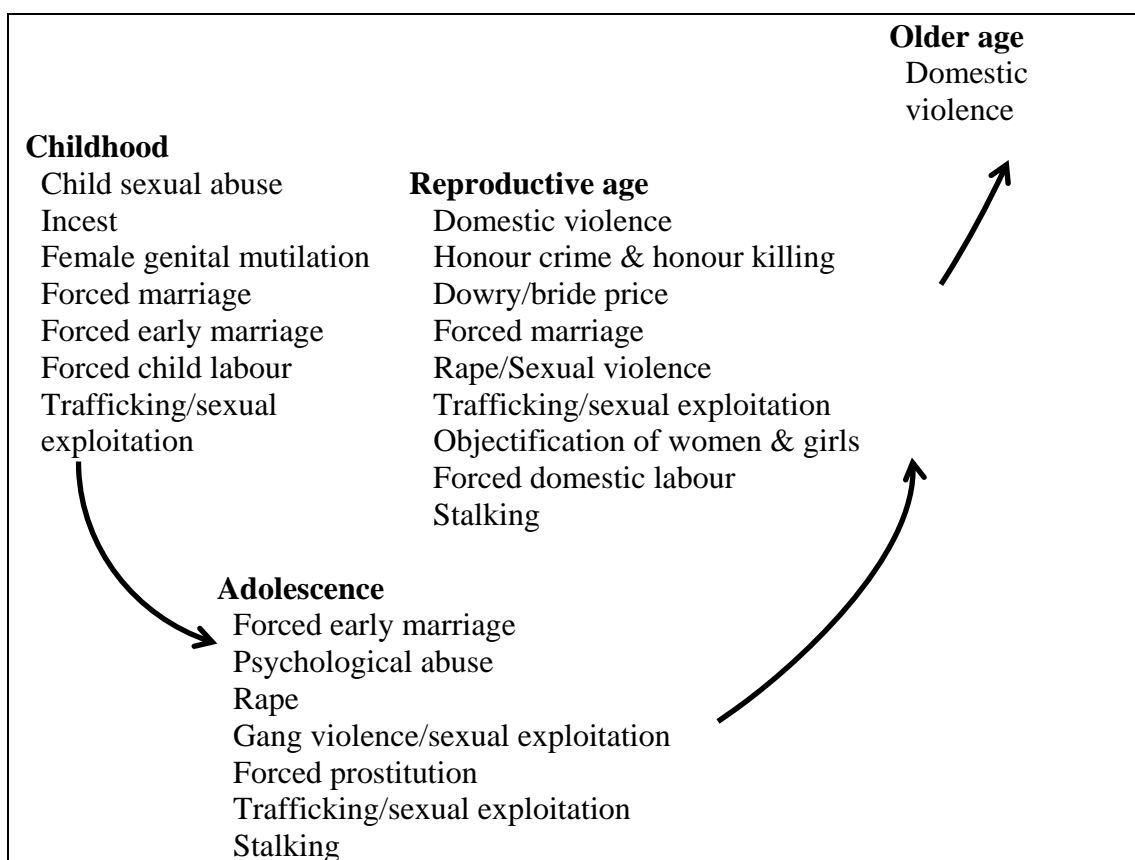 Older age
Domestic
violence
Childhood
Child sexual abuse
Incest
Female genital mutilation
Forced marriage
Forced early marriage
Forced child labour
Trafficking/sexual
exploitation
Reproductive age
Domestic violence
Honour crime & honour killing
Dowry/bride price
Forced marriage
Rape/Sexual violence
Trafficking/sexual exploitation
Objectification of women & girls
Forced domestic labour
Stalking
Adolescence
Forced early marriage
Psychological abuse
Rape
Gang violence/sexual exploitation
Forced prostitution
Trafficking/sexual exploitation
Stalking